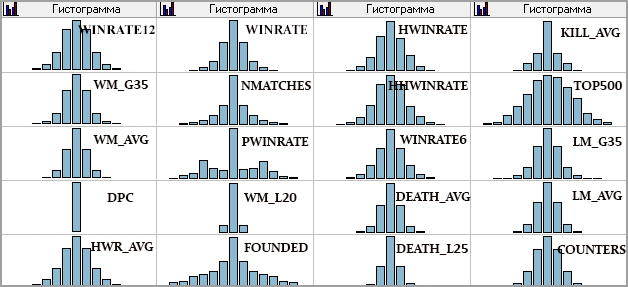 Гистограмма Гистограмма Гистограмма Гистограмма
WINRATE12 WINRATE HWINRATE KILL_AVG
WM_G35 NMATCHES HHWINRATE TOP500
WM_AVG PWINRATE WINRATE6 LM_G35
DPC WM_L20 DEATH_AVG LM_AVG
HWR_AVG FOUNDED DEATH_L25 COUNTERS